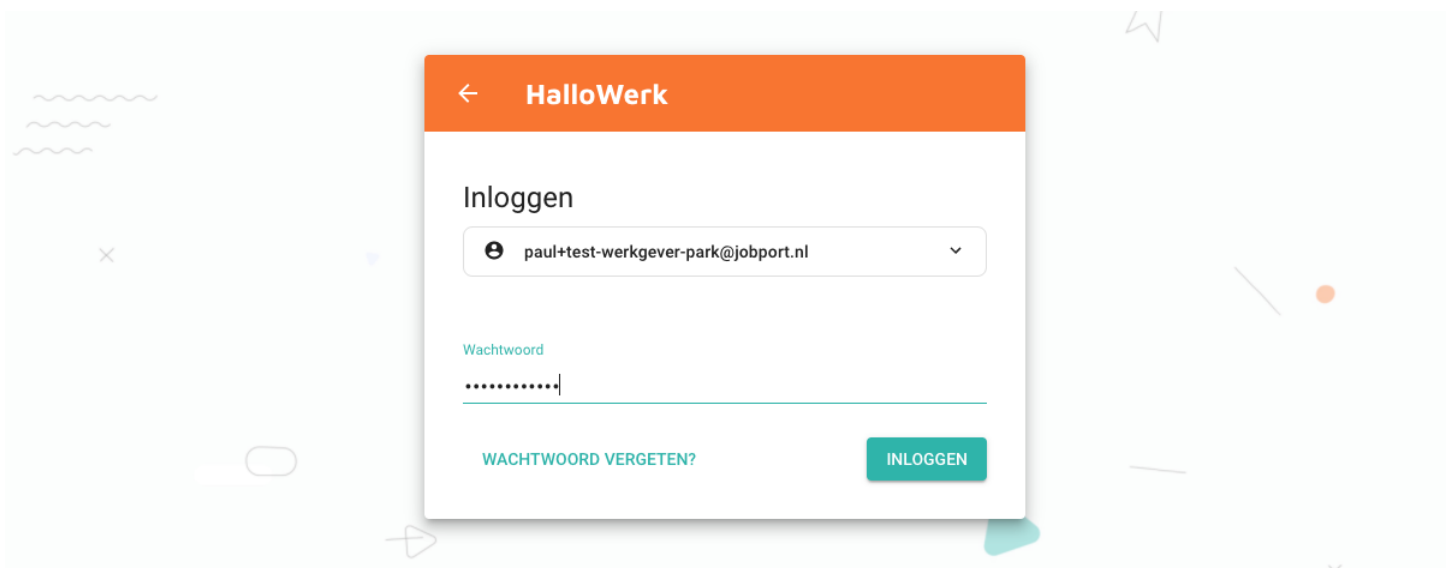 HalloWerk
Inloggen
paul+test-werkgever-park@jobport.nl
Wachtwoord
••••••••••••
WACHTWOORD VERGETEN?
INLOGGEN